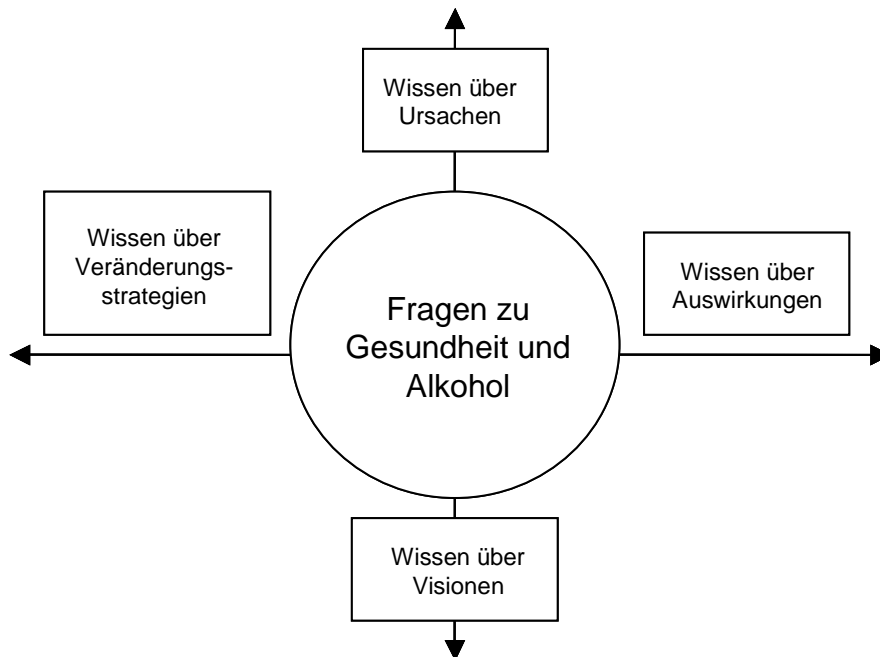 Wissen über
Ursachen
Wissen über
Veränderungs-
strategien
Wissen über
Auswirkungen
Fragen zu
Gesundheit und
Alkohol
Wissen über
Visionen